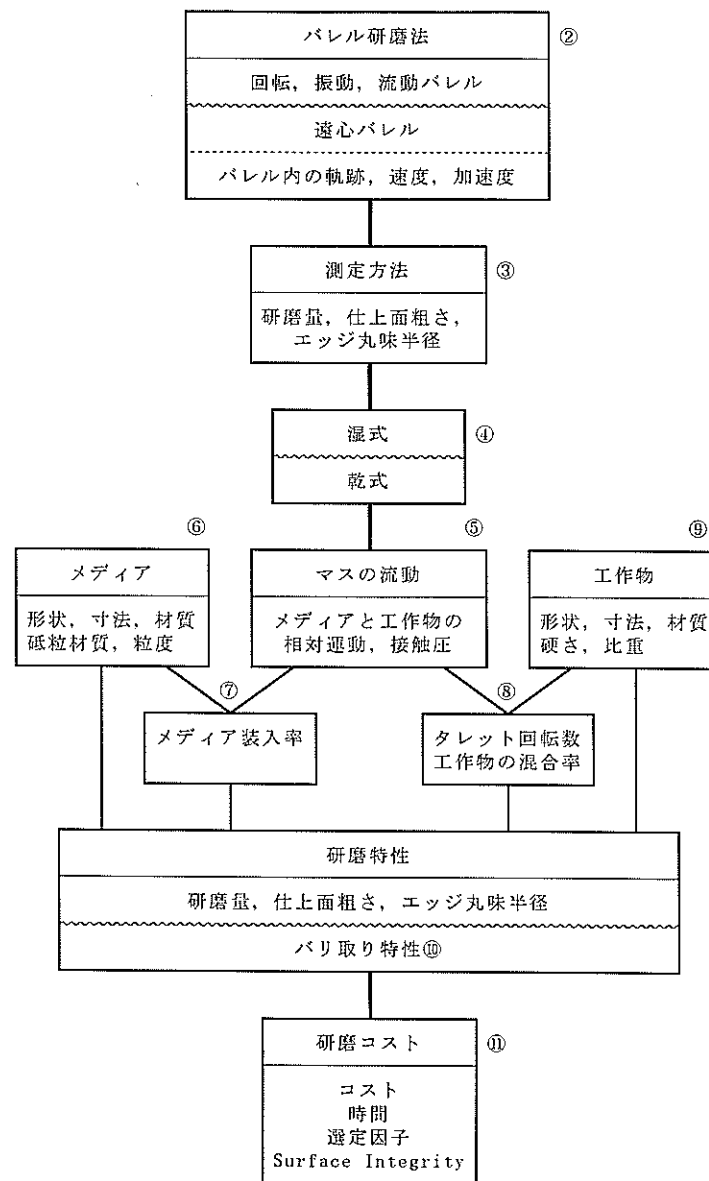 バレル研磨法 ②
回転, 振動, 流動バレル
遠心バレル
バレル内の軌跡, 速度, 加速度
測定方法 ③
研磨量, 仕上面粗さ,
エッジ丸味半径
湿式 ④
乾式
⑥
メディア
形状, 寸法, 材質
砥粒材質, 粒度
⑤
マスの流動
メディアと工作物の
相対運動, 接触圧
⑨
工作物
形状, 寸法, 材質
硬さ, 比重
⑦
メディア装入率
⑧
タレット回転数
工作物の混合率
研磨特性
研磨量, 仕上面粗さ, エッジ丸味半径
バリ取り特性⑩
研磨コスト ⑪
コスト
時間
選定因子
Surface Integrity